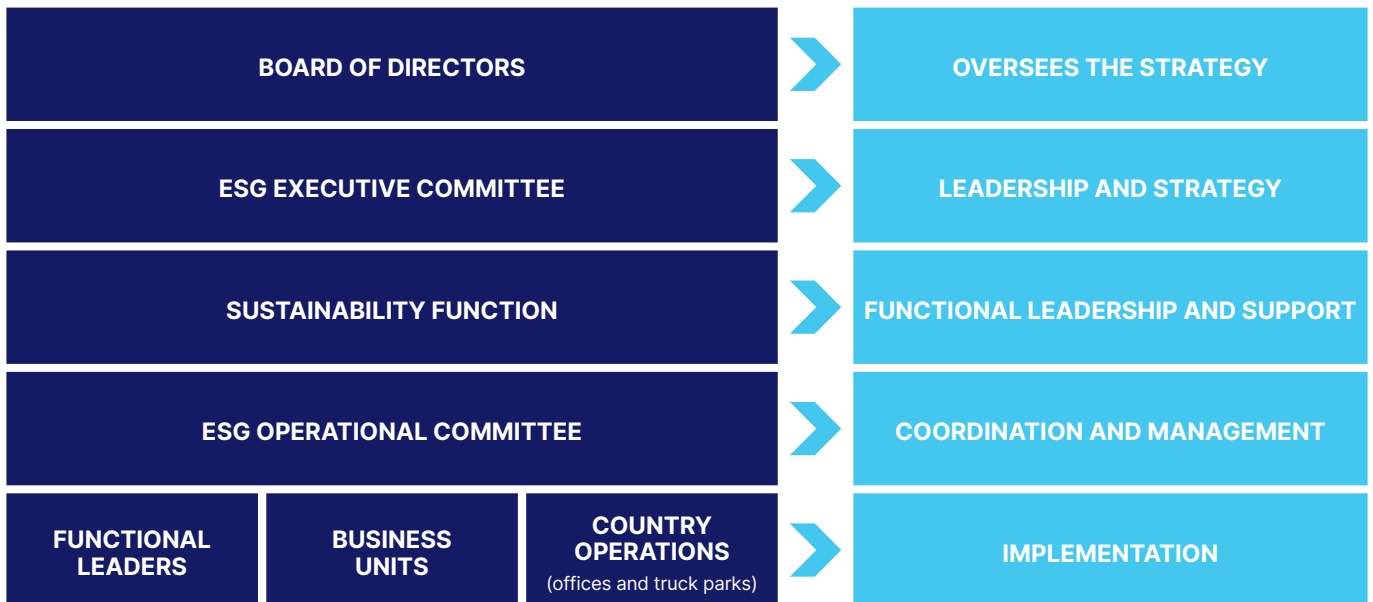 BOARD OF DIRECTORS
OVERSEES THE STRATEGY
ESG EXECUTIVE COMMITTEE
LEADERSHIP AND STRATEGY
SUSTAINABILITY FUNCTION
FUNCTIONAL LEADERSHIP AND SUPPORT
ESG OPERATIONAL COMMITTEE
COORDINATION AND MANAGEMENT
FUNCTIONAL
LEADERS
BUSINESS
UNITS
COUNTRY
OPERATIONS
(offices and truck parks)
IMPLEMENTATION